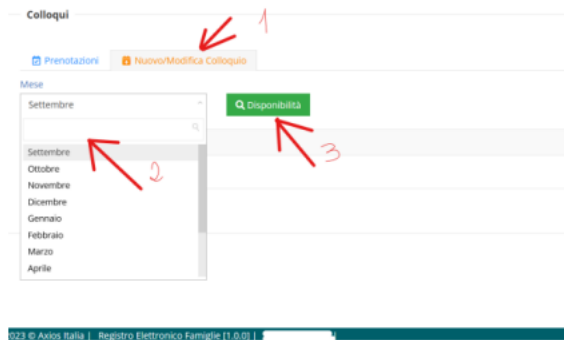 Colloqui
1
Prenotazioni
Nuovo/Modifica Colloquio
Mese
Settembre
Disponibilità
Settembre
Ottobre
Novembre
Dicembre
Gennaio
Febbraio
Marzo
Aprile
2
3
2023 © Axios Italia | Registro Elettronico Famiglie [1.0.0] |